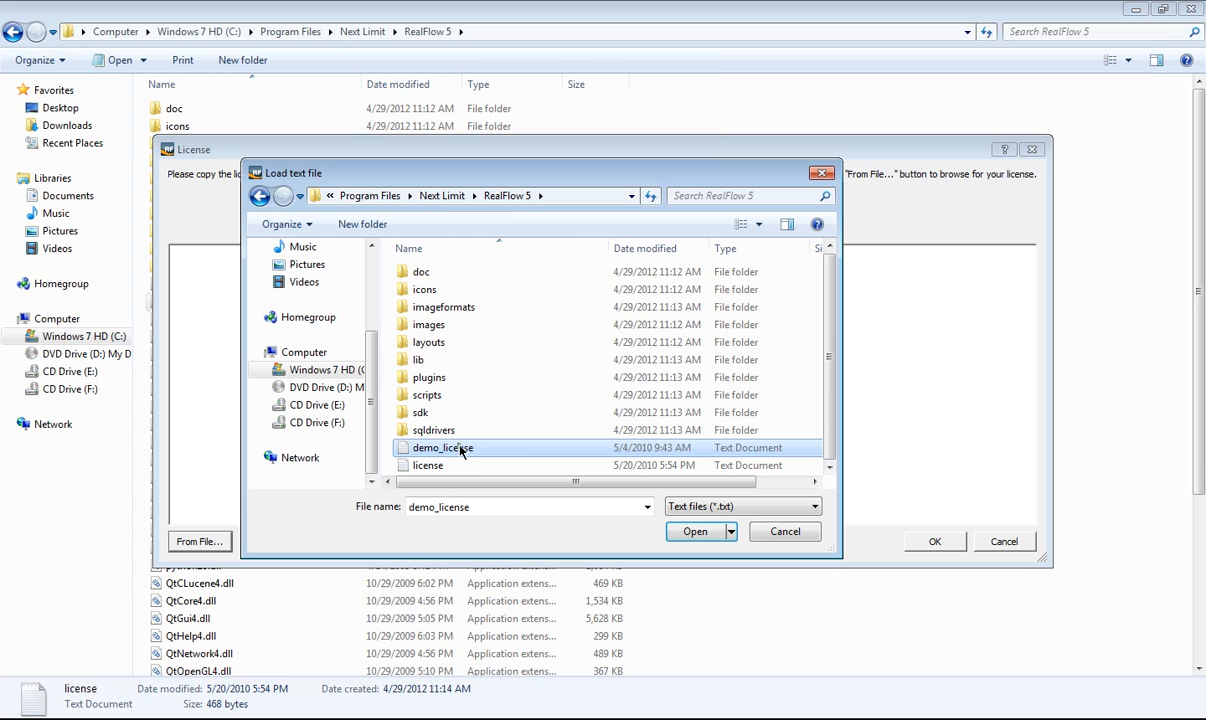 Computer Windows 7 HD (C:) Program Files Next Limit RealFlow 5 Search RealFlow 5
Organize Open Print New folder
Name Date modified Type Size
Favorites
Desktop
Downloads
Recent Places
Libraries
Documents
Music
Pictures
Videos
Homegroup
Computer
Windows 7 HD (C:)
DVD Drive (D:) My D
CD Drive (E:)
CD Drive (F:)
Network
doc 4/29/2012 11:12 AM File folder
icons 4/29/2012 11:12 AM File folder
License
Please copy the lic "From File..." button to browse for your license.
Load text file
« Program Files Next Limit RealFlow 5 Search RealFlow 5
Organize New folder
Music
Pictures
Videos
Homegroup
Computer
Windows 7 HD (C
DVD Drive (D:) M
CD Drive (E:)
CD Drive (F:)
Network
Name Date modified Type Si
doc 4/29/2012 11:12 AM File folder
icons 4/29/2012 11:12 AM File folder
imageformats 4/29/2012 11:13 AM File folder
images 4/29/2012 11:12 AM File folder
layouts 4/29/2012 11:12 AM File folder
lib 4/29/2012 11:13 AM File folder
plugins 4/29/2012 11:13 AM File folder
scripts 4/29/2012 11:13 AM File folder
sdk 4/29/2012 11:13 AM File folder
sqldrivers 4/29/2012 11:13 AM File folder
demo_license 5/4/2010 9:43 AM Text Document
license 5/20/2010 5:54 PM Text Document
File name: demo_license Text files (*.txt)
Open Cancel
From File... OK Cancel
QtCLucene4.dll 10/29/2009 6:02 PM Application extens... 469 KB
QtCore4.dll 10/29/2009 4:56 PM Application extens... 1,534 KB
QtGui4.dll 10/29/2009 5:05 PM Application extens... 5,628 KB
QtHelp4.dll 10/29/2009 6:03 PM Application extens... 299 KB
QtNetwork4.dll 10/29/2009 4:56 PM Application extens... 489 KB
QtOpenGL4.dll 10/29/2009 5:10 PM Application extens... 367 KB
license Date modified: 5/20/2010 5:54 PM Date created: 4/29/2012 11:14 AM
Text Document Size: 468 bytes